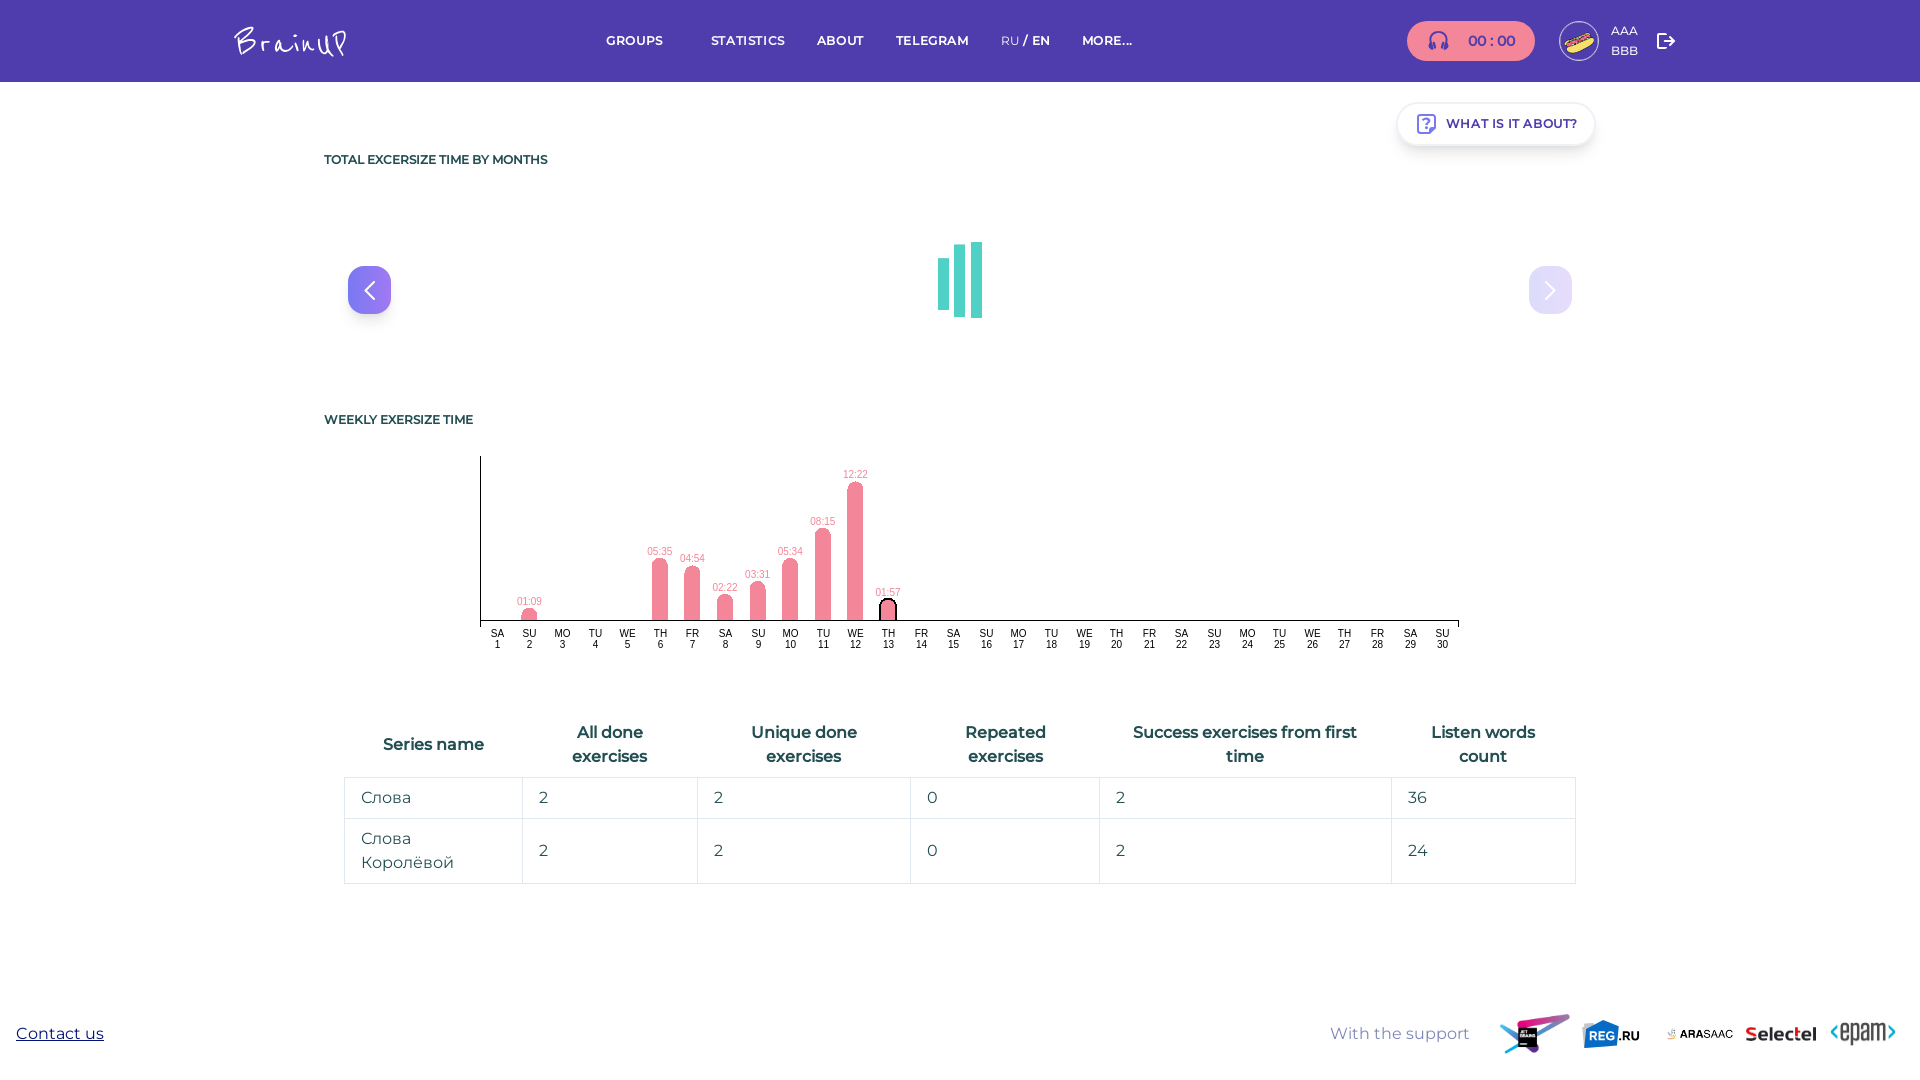 BrainUP
GROUPS STATISTICS ABOUT TELEGRAM RU / EN MORE...
00 : 00
AAA
BBB
WHAT IS IT ABOUT?
TOTAL EXCERSIZE TIME BY MONTHS
WEEKLY EXERSIZE TIME
01:09 05:35 04:54 02:22 03:31 05:34 08:15 12:22 01:57
SA SU MO TU WE TH FR SA SU MO TU WE TH FR SA SU MO TU WE TH FR SA SU MO TU WE TH FR SA SU
1 2 3 4 5 6 7 8 9 10 11 12 13 14 15 16 17 18 19 20 21 22 23 24 25 26 27 28 29 30
Series name
All done
exercises
Unique done
exercises
Repeated
exercises
Success exercises from first
time
Listen words
count
Слова 2 2 0 2 36
Слова
Королёвой
2 2 0 2 24
Contact us
With the support
JET
BRAINS
REG.RU
ARASAAC
Selectel
<epam>